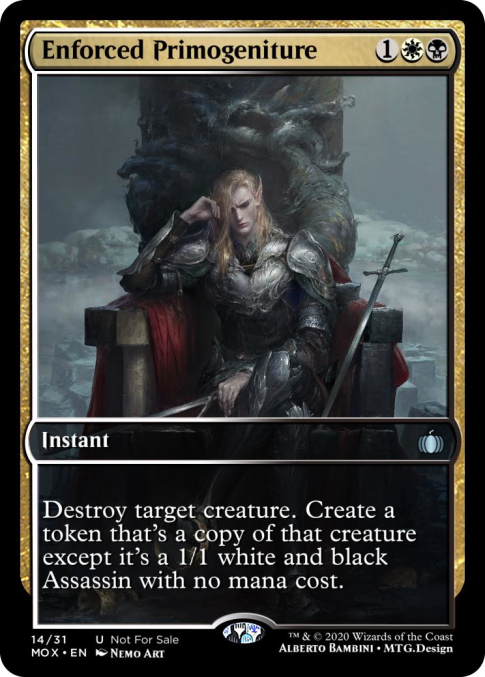 Enforced Primogeniture 1
Instant
Destroy target creature. Create a
token that's a copy of that creature
except it's a 1/1 white and black
Assassin with no mana cost.
14/31 U Not For Sale ™ & © 2020 Wizards of the Coast
MOX • EN Nemo Art Alberto Bambini • MTG.Design